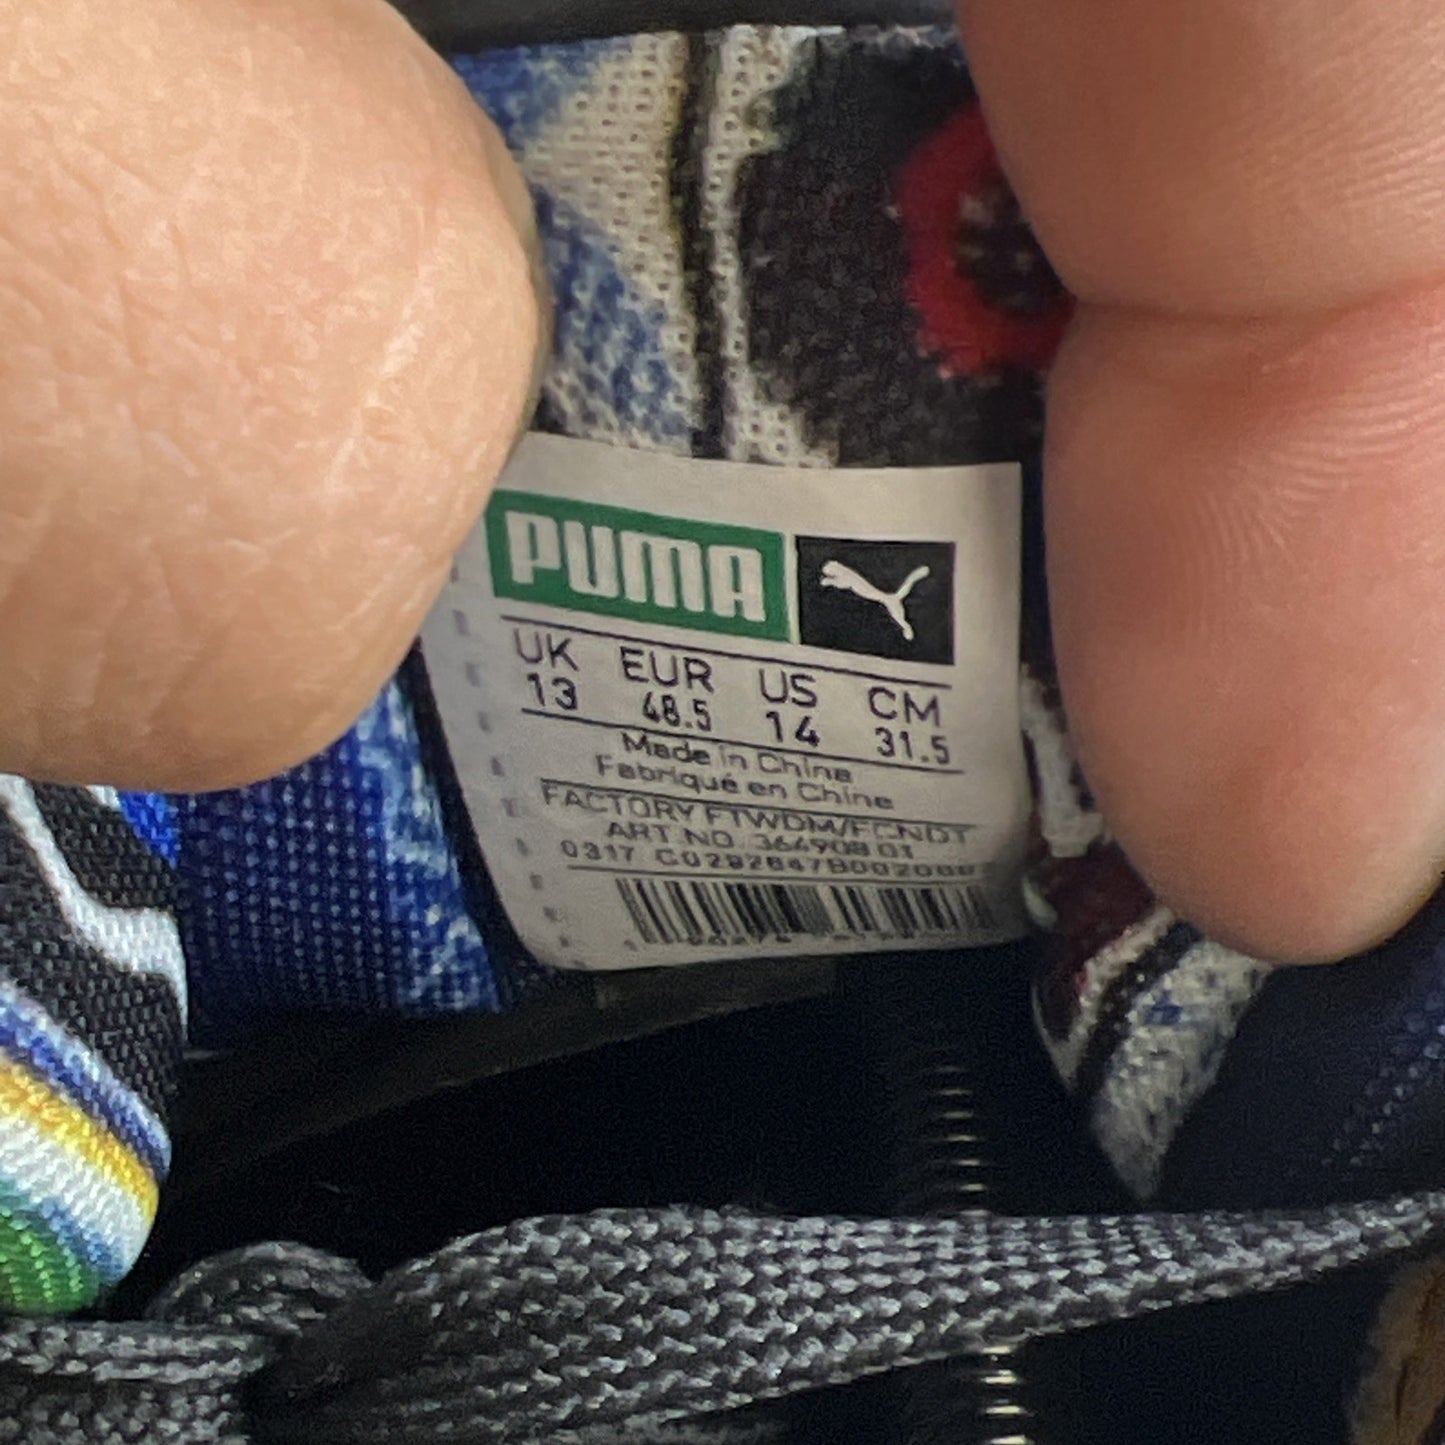 PUMA
UK EUR US CM
13 48.5 14 31.5
Made in China
Fabriqué en Chine
FACTORY FTWDM/FCNDT
ART NO. 364908 01
0317